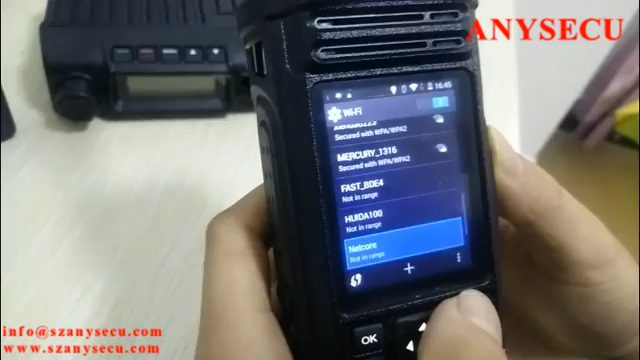 ANYSECU
16:45
Wi-Fi
Secured with WPA/WPA2
MERCURY_1316
Secured with WPA/WPA2
FAST_BDE4
Not in range
HUIDA100
Not in range
Netcore
Not in range
OK
info@szanysecu.com
www.szanysecu.com